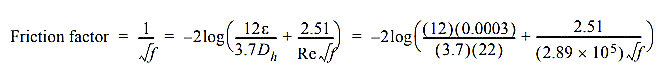 Friction factor = 1/√f = -2log(12ε/3.7D_h + 2.51/Re√f) = -2log((12)(0.0003)/(3.7)(22) + 2.51/(2.89 × 10^5)√f)